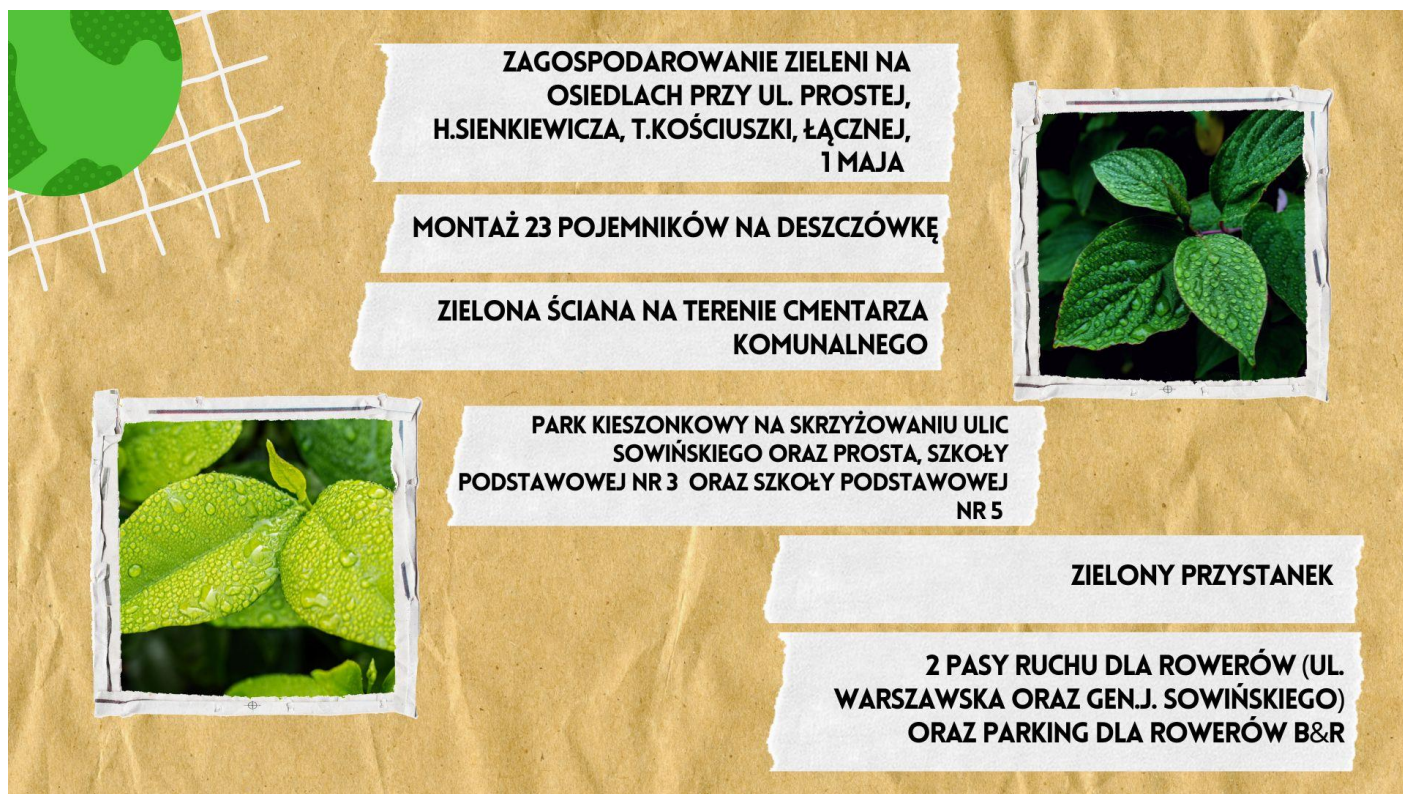 ZAGOSPODAROWANIE ZIELENI NA
OSIEDLACH PRZY UL. PROSTEJ,
H.SIENKIEWICZA, T.KOŚCIUSZKI, ŁĄCZNEJ,
1 MAJA
MONTAŻ 23 POJEMNIKÓW NA DESZCZÓWKĘ
ZIELONA ŚCIANA NA TERENIE CMENTARZA
KOMUNALNEGO
PARK KIESZONKOWY NA SKRZYŻOWANIU ULIC
SOWIŃSKIEGO ORAZ PROSTA, SZKOŁY
PODSTAWOWEJ NR 3 ORAZ SZKOŁY PODSTAWOWEJ
NR 5
ZIELONY PRZYSTANEK
2 PASY RUCHU DLA ROWERÓW (UL.
WARSZAWSKA ORAZ GEN.J. SOWIŃSKIEGO)
ORAZ PARKING DLA ROWERÓW B&R